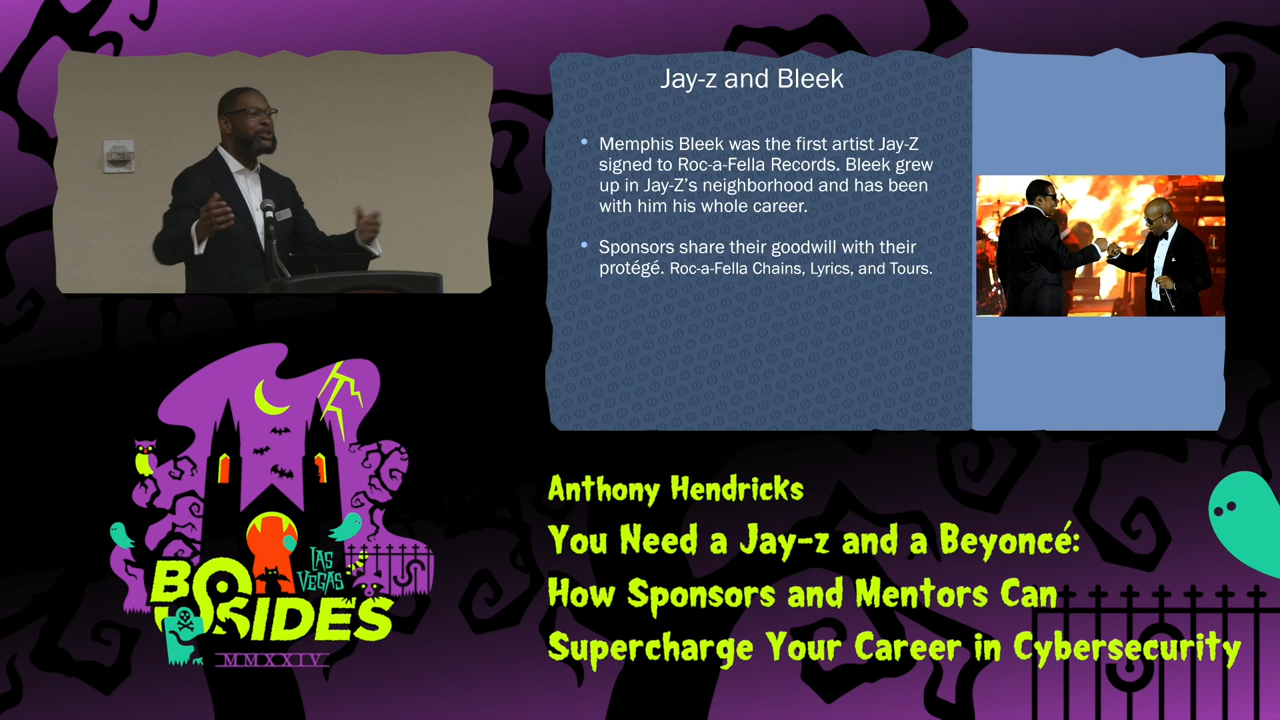 Jay-z and Bleek
• Memphis Bleek was the first artist Jay-Z
signed to Roc-a-Fella Records. Bleek grew
up in Jay-Z’s neighborhood and has been
with him his whole career.
• Sponsors share their goodwill with their
protégé. Roc-a-Fella Chains, Lyrics, and Tours.
LAS
VEGAS
BSIDES
MMXXIV
Anthony Hendricks
You Need a Jay-z and a Beyoncé:
How Sponsors and Mentors Can
Supercharge Your Career in Cybersecurity